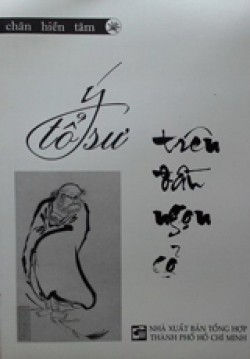 chân hiền tâm
ý
tổ sư
trên
đầu
ngọn
cỏ
NHÀ XUẤT BẢN TỔNG HỢP
THÀNH PHỐ HỒ CHÍ MINH